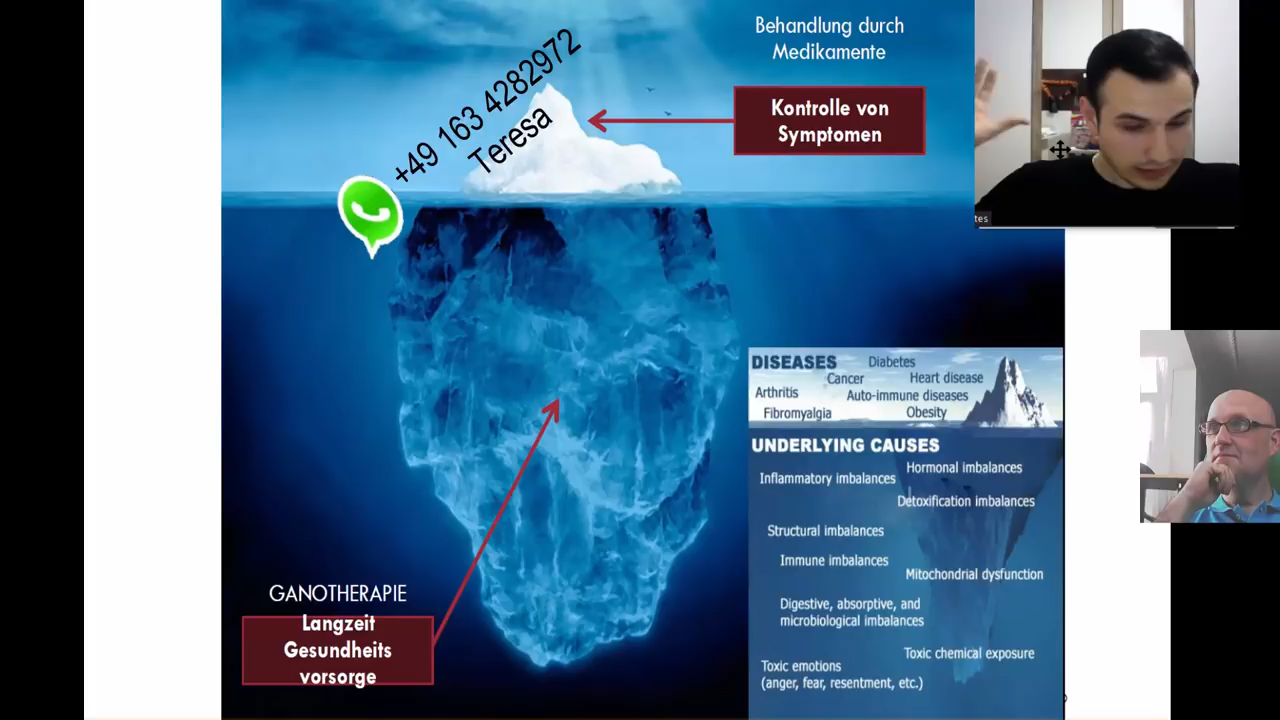 Behandlung durch
Medikamente
Kontrolle von
Symptomen
+49 163 4282972
Teresa
tes
DISEASES
Diabetes
Cancer
Heart disease
Arthritis
Auto-immune diseases
Fibromyalgia
Obesity
UNDERLYING CAUSES
Hormonal imbalances
Inflammatory imbalances
Detoxification imbalances
Structural imbalances
Immune imbalances
Mitochondrial dysfunction
Digestive, absorptive, and
microbiological imbalances
Toxic chemical exposure
Toxic emotions
(anger, fear, resentment, etc.)
GANOTHERAPIE
Langzeit
Gesundheits
vorsorge